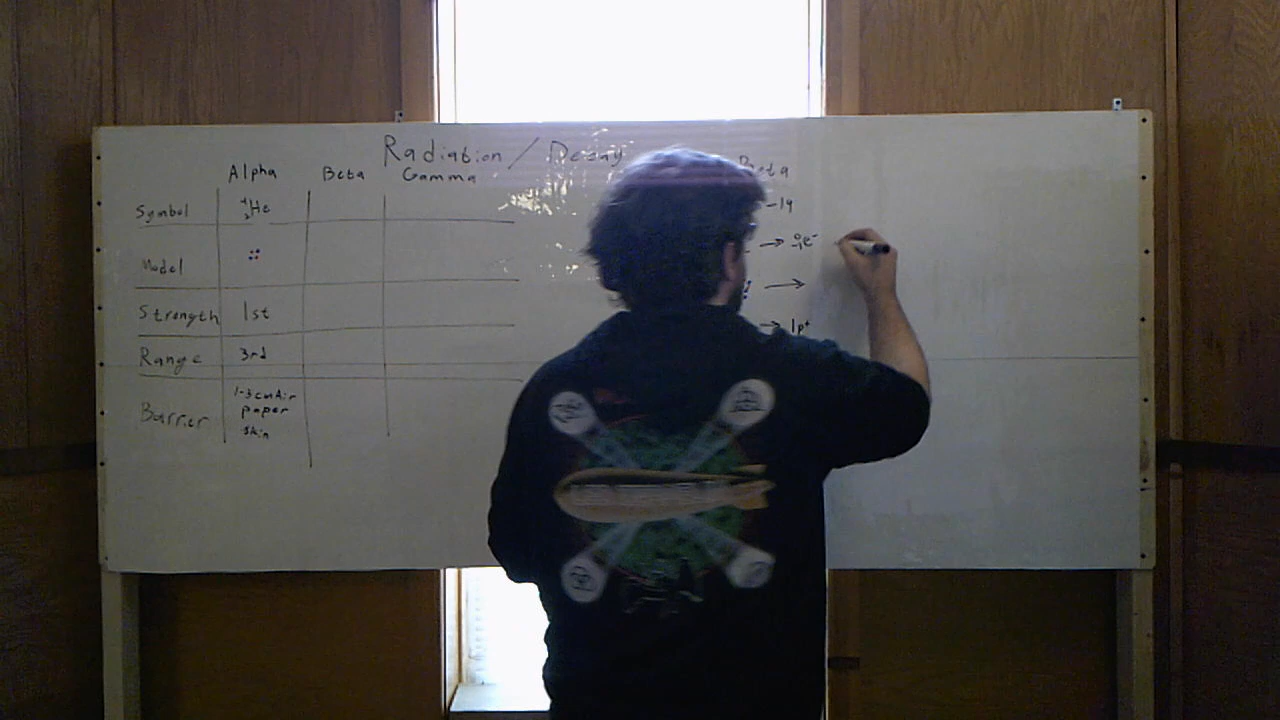 Radiation / Decay
Alpha Beta Gamma
Symbol ⁴₂He
Model
Strength 1st
Range 3rd
Barrier 1-3cm Air
paper
skin
Beta
-19
→ ⁰₋₁e⁻
→
→ 1p⁺